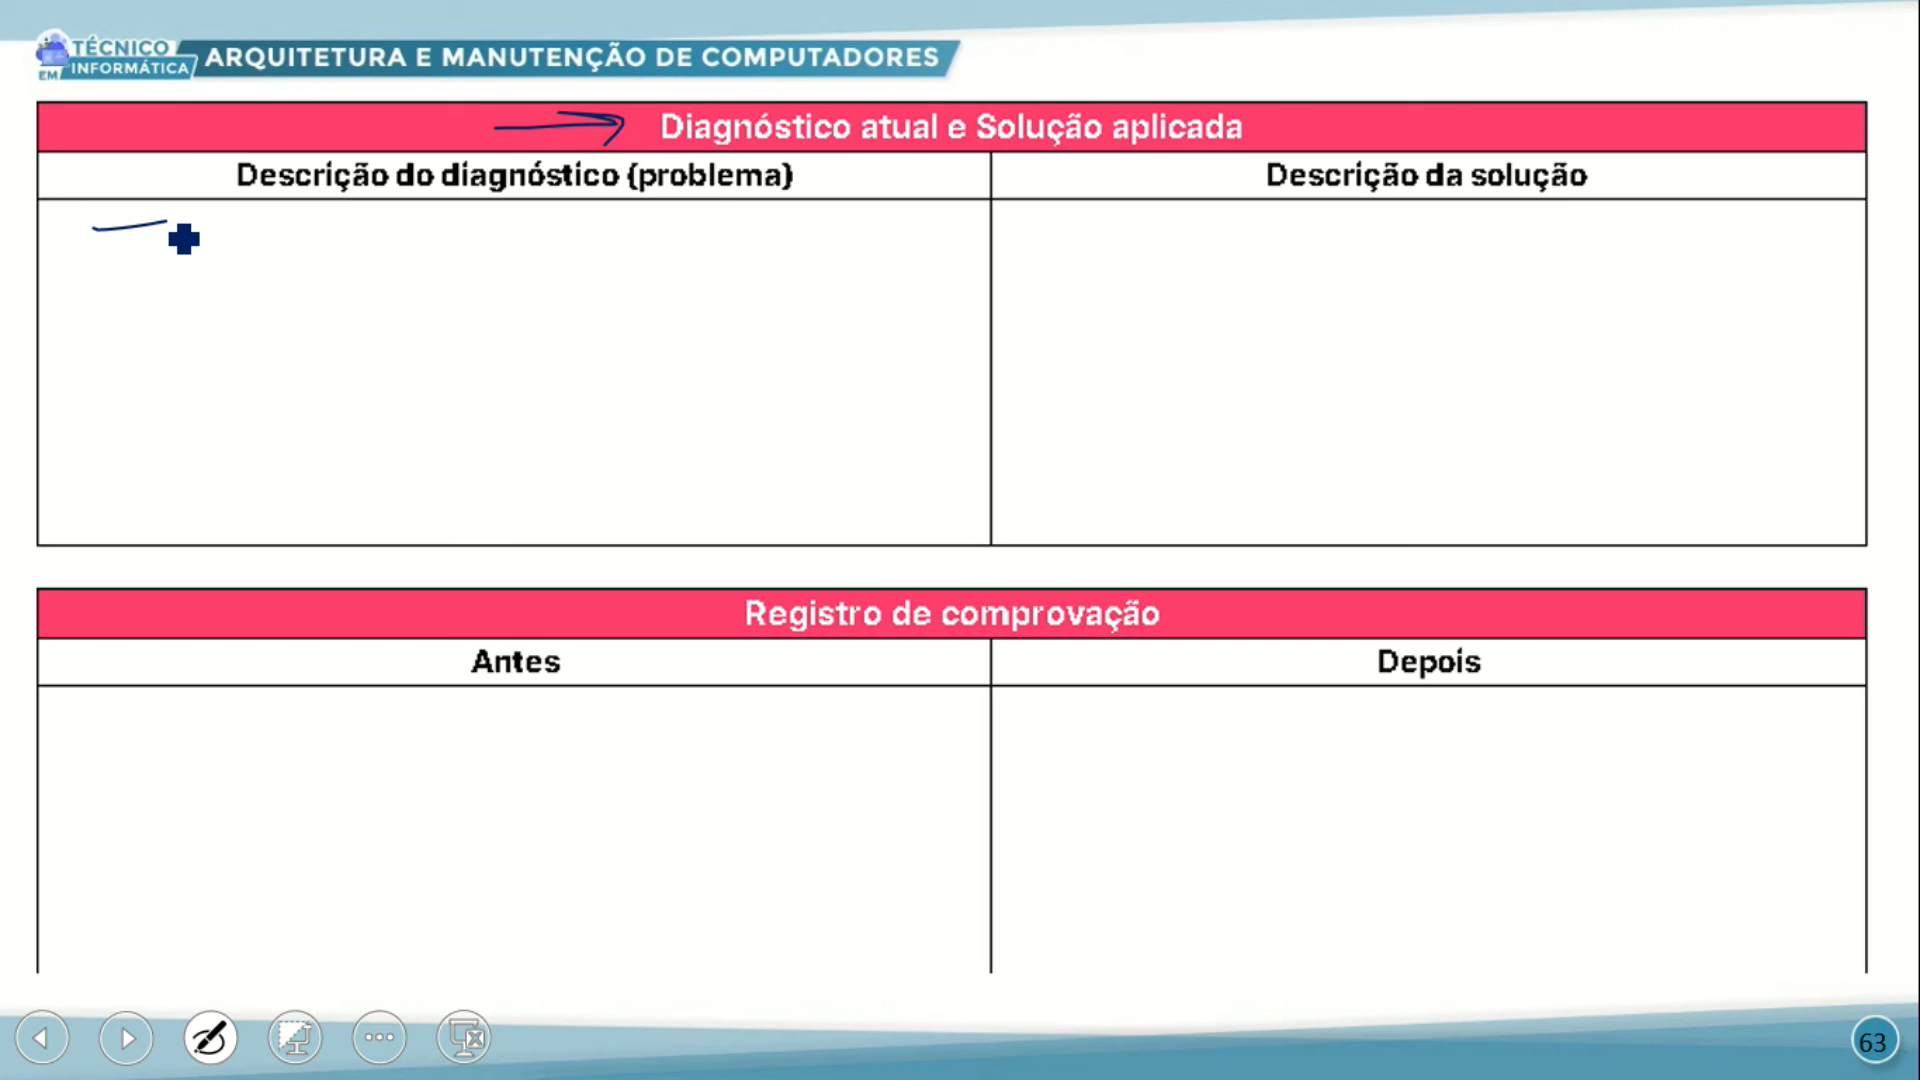 TÉCNICO
EM INFORMÁTICA
ARQUITETURA E MANUTENÇÃO DE COMPUTADORES
Diagnóstico atual e Solução aplicada
Descrição do diagnóstico (problema)
Descrição da solução
Registro de comprovação
Antes
Depois
63